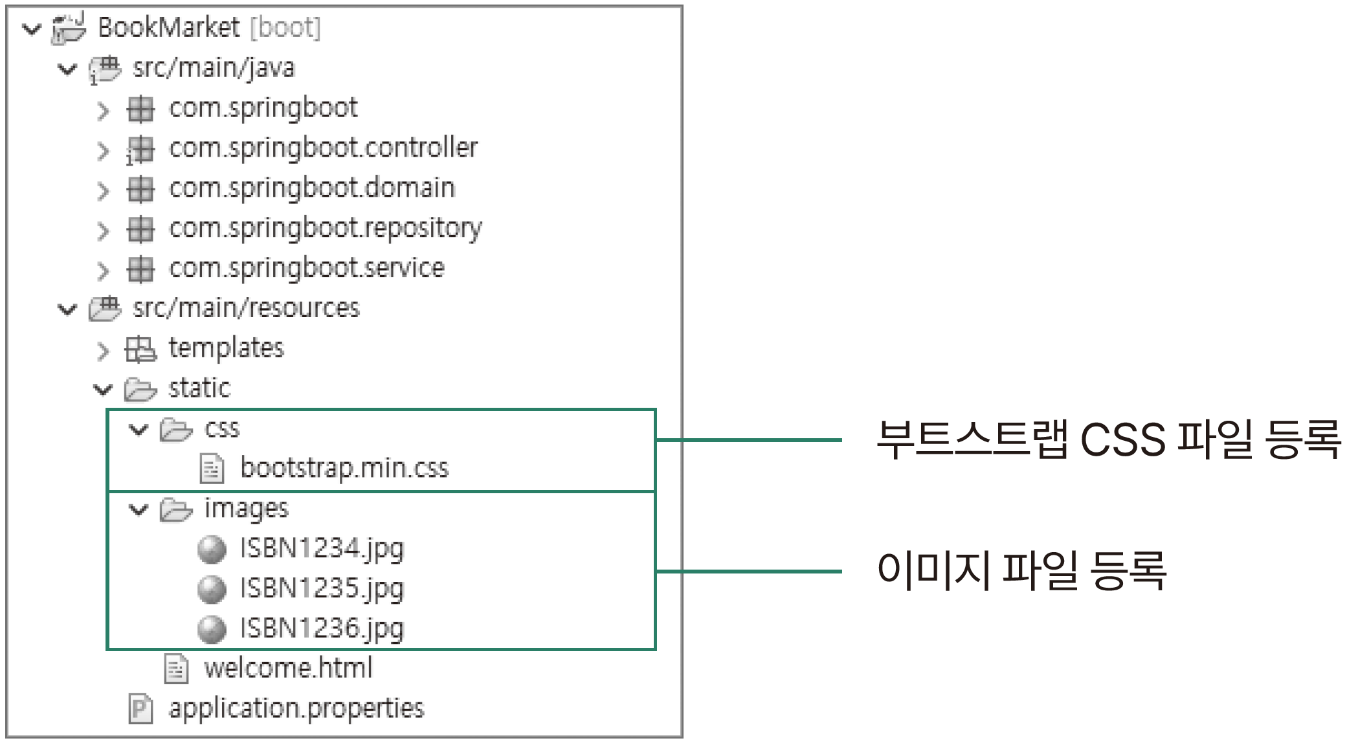 BookMarket [boot]
src/main/java
com.springboot
com.springboot.controller
com.springboot.domain
com.springboot.repository
com.springboot.service
src/main/resources
templates
static
css
bootstrap.min.css
부트스트랩 CSS 파일 등록
images
ISBN1234.jpg
ISBN1235.jpg
ISBN1236.jpg
이미지 파일 등록
welcome.html
application.properties